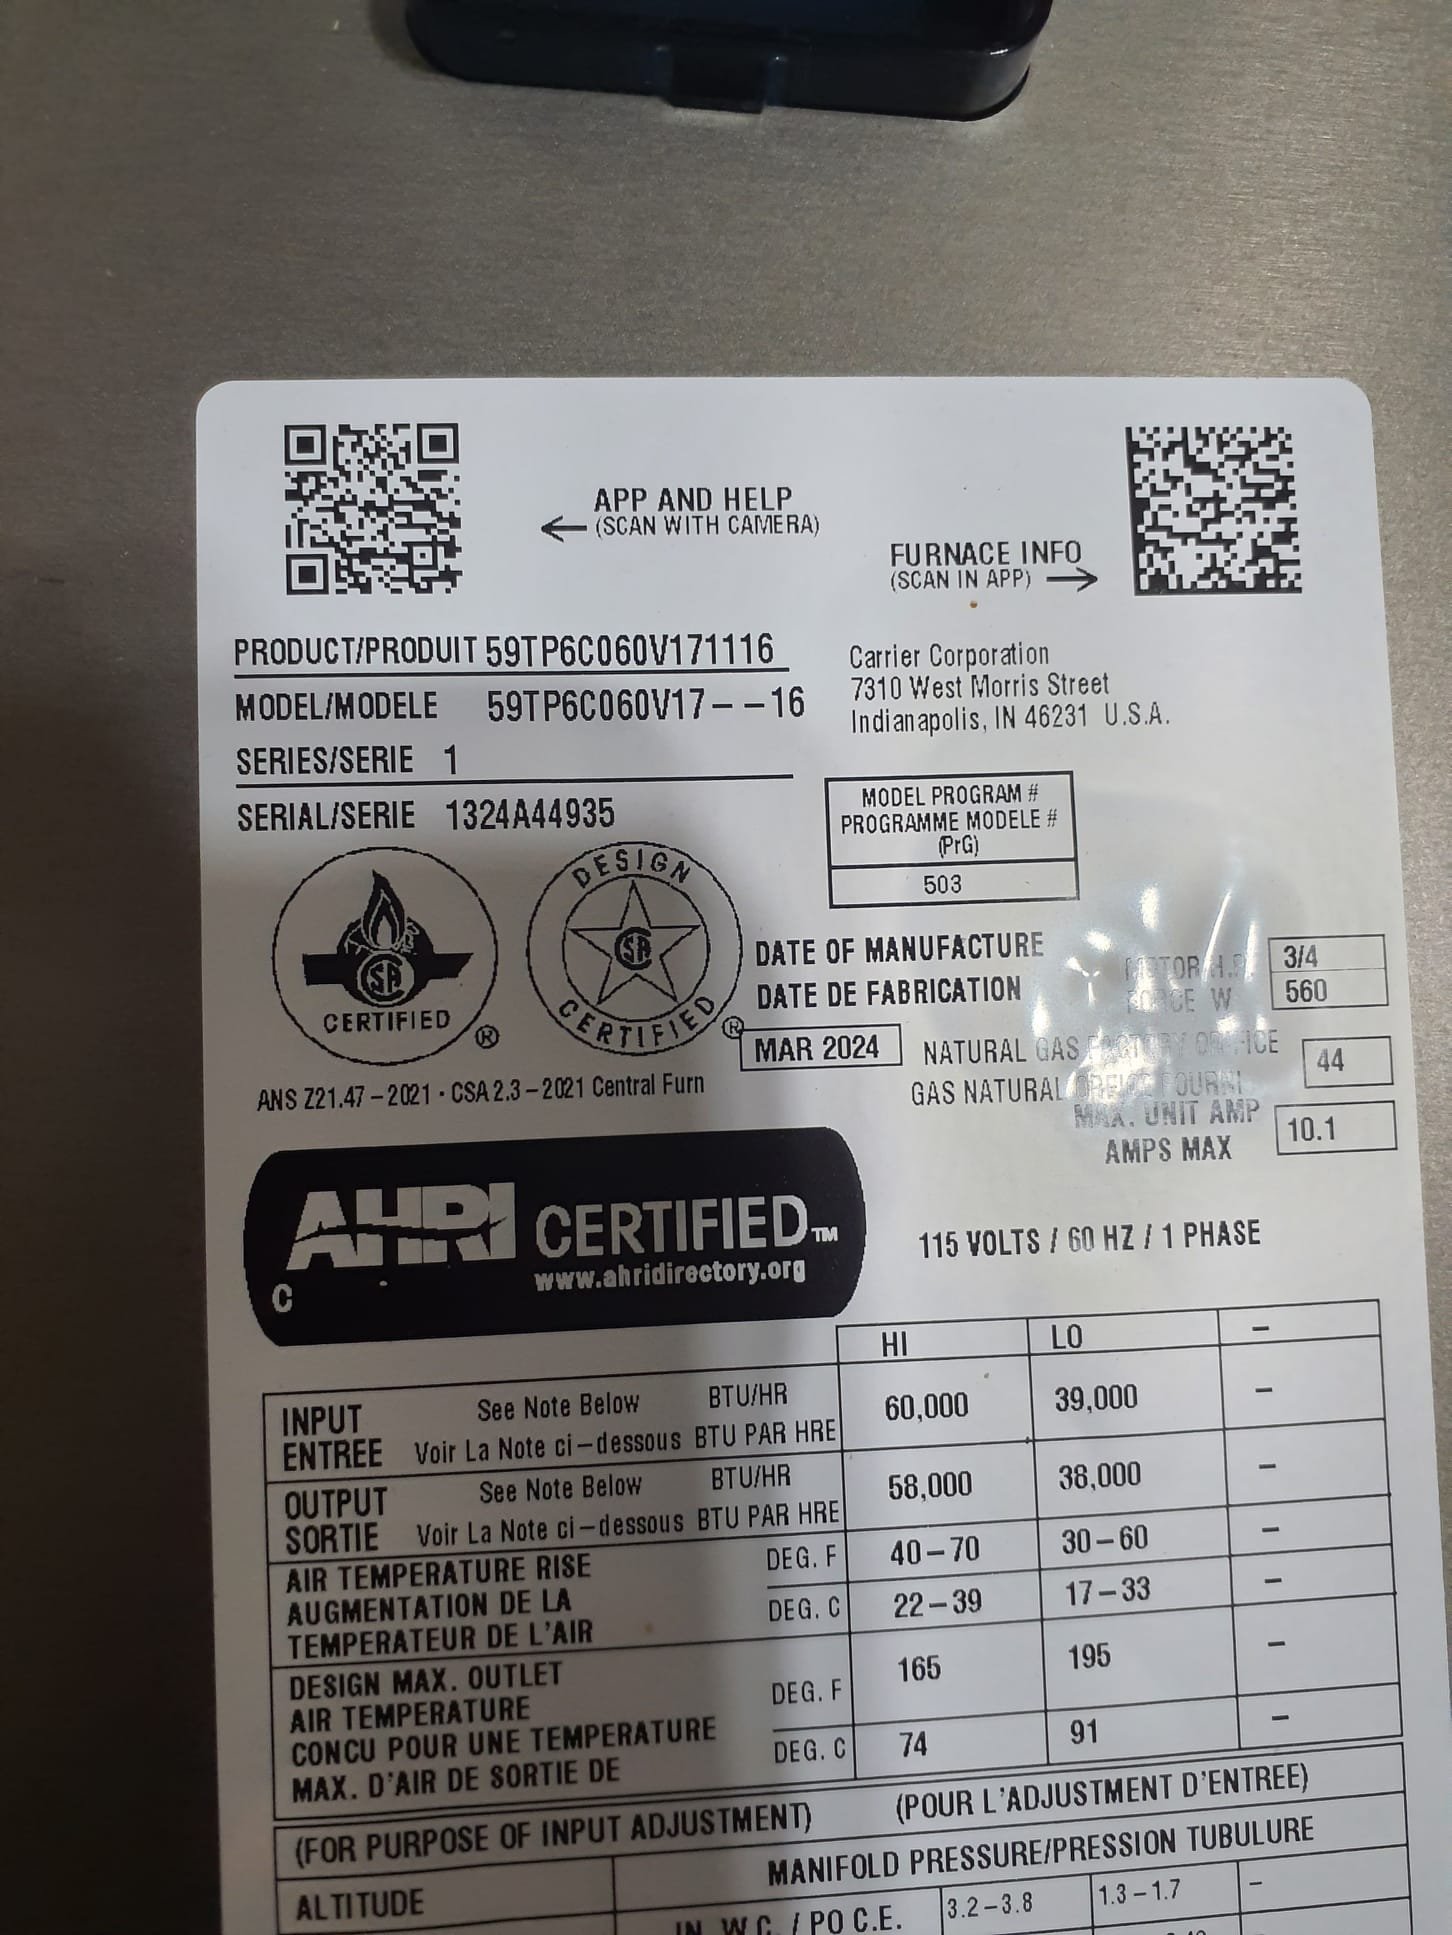 APP AND HELP
(SCAN WITH CAMERA)
FURNACE INFO
(SCAN IN APP)
PRODUCT/PRODUIT 59TP6C060V171116
MODEL/MODELE 59TP6C060V17--16
SERIES/SERIE 1
SERIAL/SERIE 1324A44935
Carrier Corporation
7310 West Morris Street
Indianapolis, IN 46231 U.S.A.
MODEL PROGRAM #
PROGRAMME MODELE #
(PrG)
503
CERTIFIED ®
DESIGN
CERTIFIED ®
ANS Z21.47-2021 • CSA 2.3-2021 Central Furn
DATE OF MANUFACTURE
DATE DE FABRICATION
MAR 2024
MOTOR H.P. 3/4
FORCE W 560
NATURAL GAS FACTORY ORIFICE 44
GAS NATURAL ORIFICE FOURNI
MAX. UNIT AMP 10.1
AMPS MAX
AHRI CERTIFIED™
www.ahridirectory.org
C
115 VOLTS / 60 HZ / 1 PHASE
HI LO -
INPUT See Note Below BTU/HR 60,000 39,000 -
ENTREE Voir La Note ci-dessous BTU PAR HRE
OUTPUT See Note Below BTU/HR 58,000 38,000 -
SORTIE Voir La Note ci-dessous BTU PAR HRE
AIR TEMPERATURE RISE DEG. F 40-70 30-60 -
AUGMENTATION DE LA DEG. C 22-39 17-33 -
TEMPERATEUR DE L'AIR
DESIGN MAX. OUTLET DEG. F 165 195 -
AIR TEMPERATURE
CONCU POUR UNE TEMPERATURE DEG. C 74 91 -
MAX. D'AIR DE SORTIE DE
(FOR PURPOSE OF INPUT ADJUSTMENT) (POUR L'ADJUSTMENT D'ENTREE)
MANIFOLD PRESSURE/PRESSION TUBULURE
ALTITUDE
IN. W.C. / PO C.E. 3.2-3.8 1.3-1.7 -